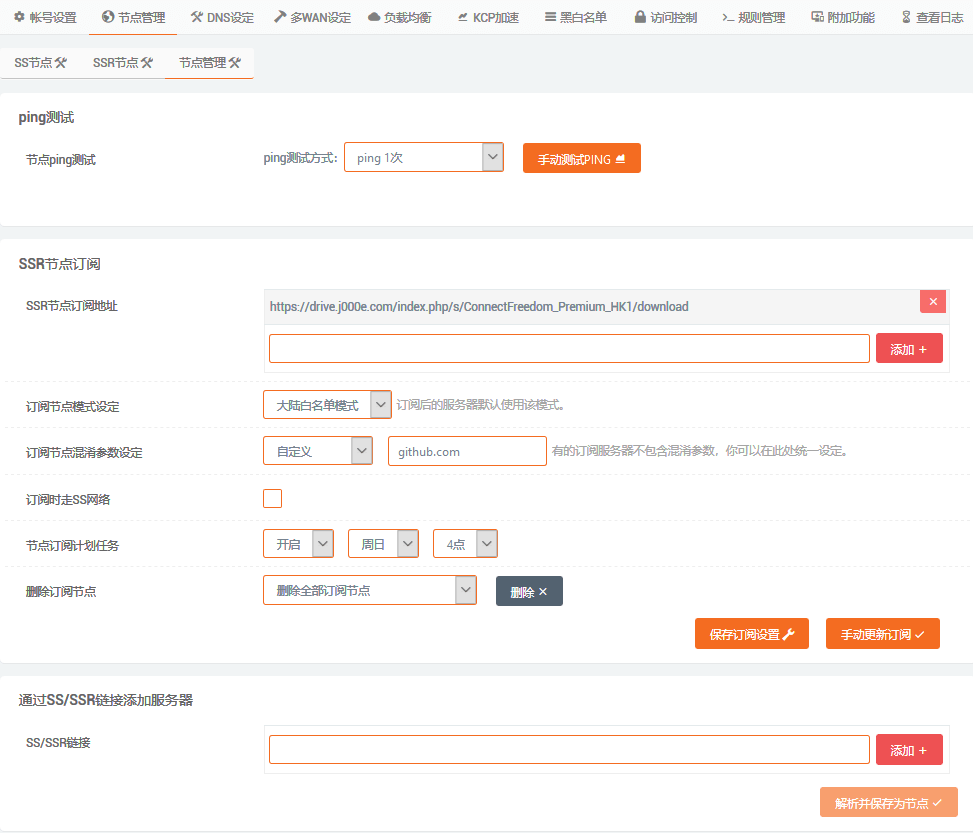 帐号设置 节点管理 DNS设定 多WAN设定 负载均衡 KCP加速 黑白名单 访问控制 规则管理 附加功能 查看日志
SS节点 SSR节点 节点管理
ping测试
节点ping测试 ping测试方式： ping 1次 手动测试PING
SSR节点订阅
SSR节点订阅地址 https://drive.j000e.com/index.php/s/ConnectFreedom_Premium_HK1/download ×
添加 +
订阅节点模式设定 大陆白名单模式 订阅后的服务器默认使用该模式。
订阅节点混淆参数设定 自定义 github.com 有的订阅服务器不包含混淆参数，你可以在此处统一设定。
订阅时走SS网络
节点订阅计划任务 开启 周日 4点
删除订阅节点 删除全部订阅节点 删除 ×
保存订阅设置 手动更新订阅
通过SS/SSR链接添加服务器
SS/SSR链接 添加 +
解析并保存为节点